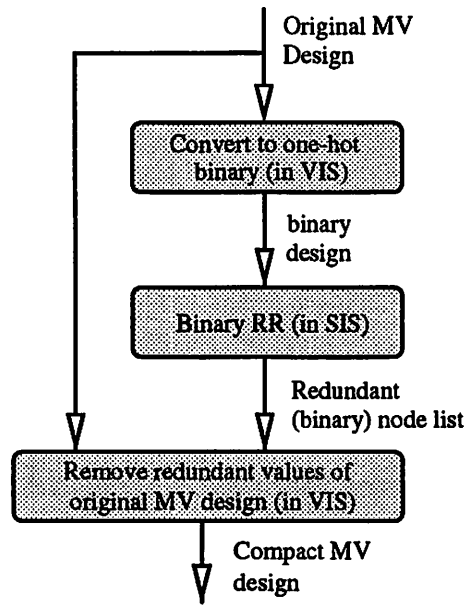 Original MV
Design
Convert to one-hot
binary (in VIS)
binary
design
Binary RR (in SIS)
Redundant
(binary) node list
Remove redundant values of
original MV design (in VIS)
Compact MV
design